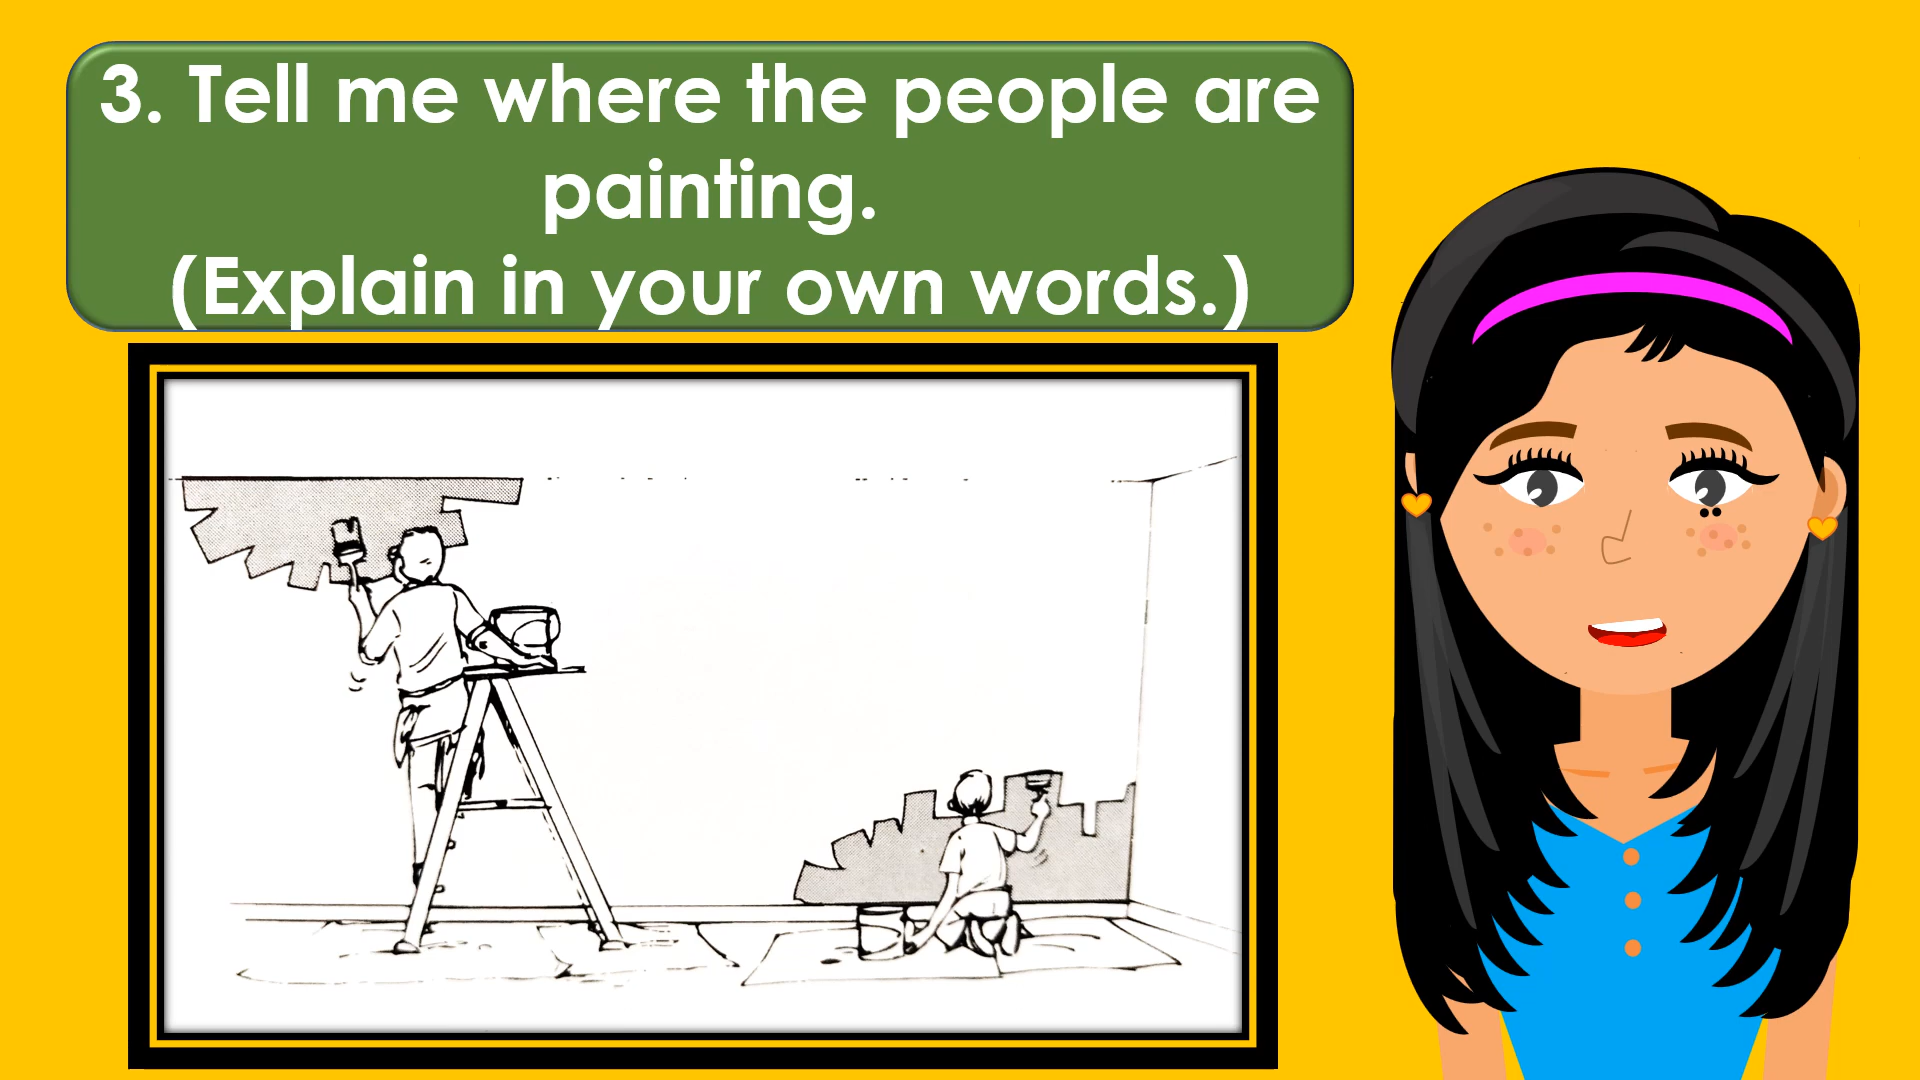 3. Tell me where the people are
painting.
(Explain in your own words.)